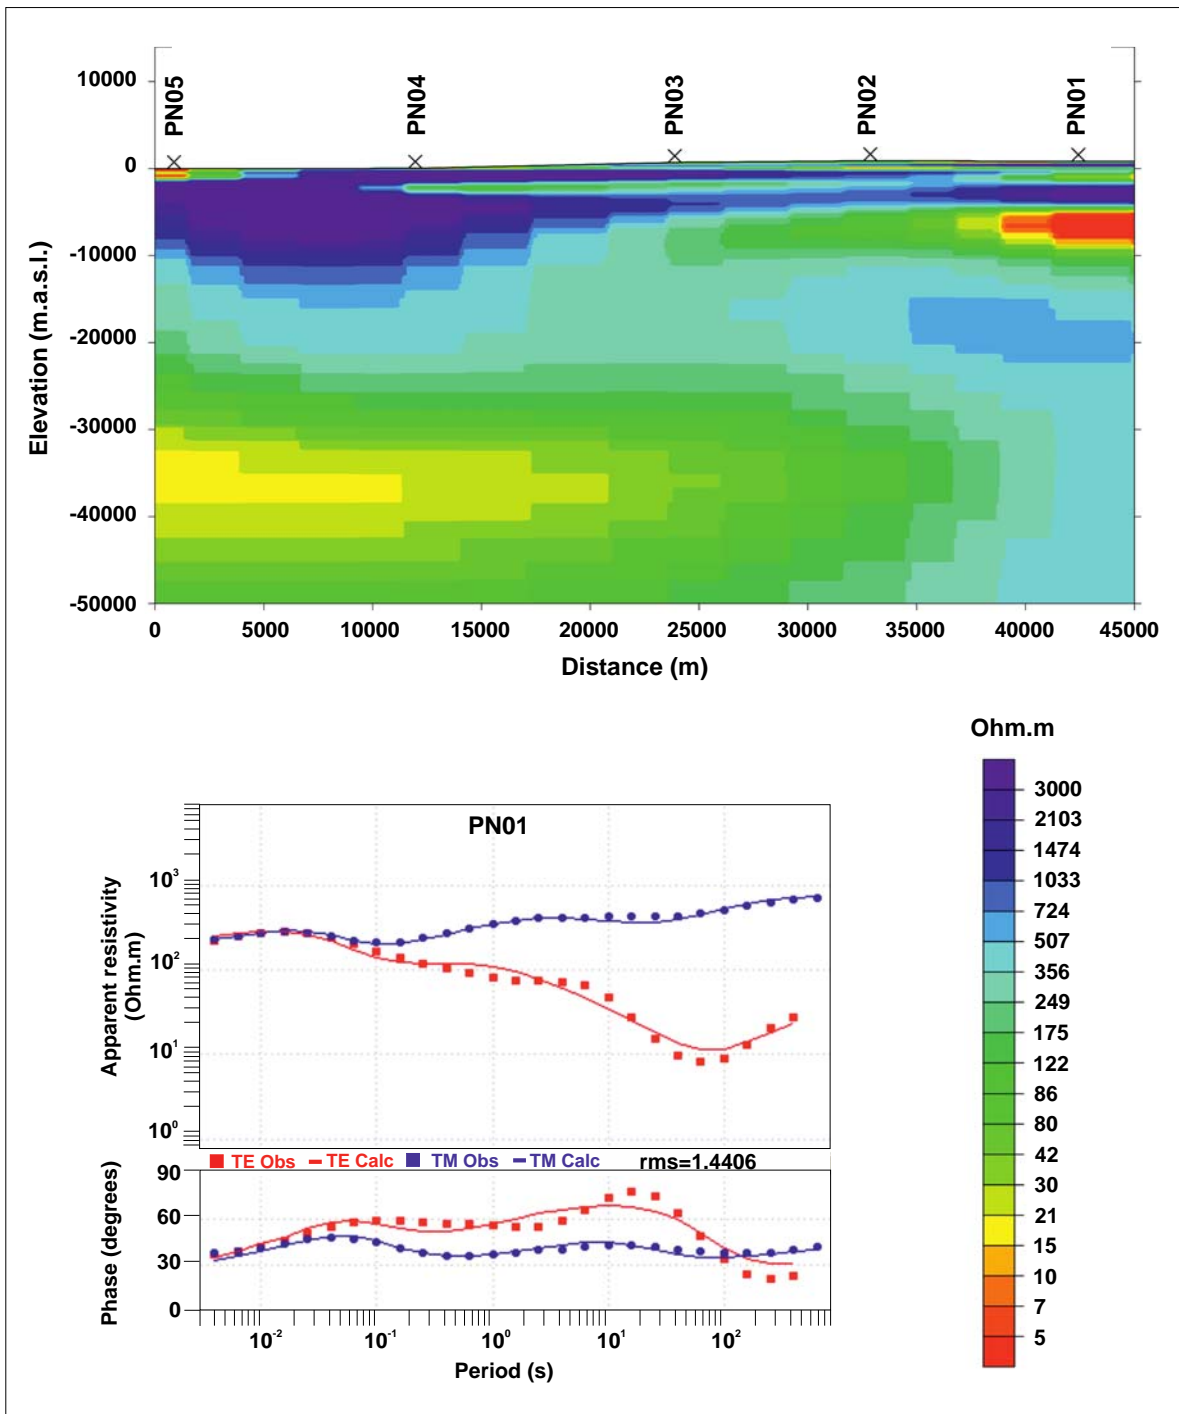 PN05 PN04 PN03 PN02 PN01
10000
0
-10000
-20000
-30000
-40000
-50000
Elevation (m.a.s.l.)
0 5000 10000 15000 20000 25000 30000 35000 40000 45000
Distance (m)
Ohm.m
3000
2103
1474
1033
724
507
356
249
175
122
86
80
42
30
21
15
10
7
5
PN01
10³
10²
10¹
10⁰
Apparent resistivity
(Ohm.m)
TE Obs TE Calc TM Obs TM Calc rms=1.4406
90
60
30
0
Phase (degrees)
10⁻² 10⁻¹ 10⁰ 10¹ 10²
Period (s)